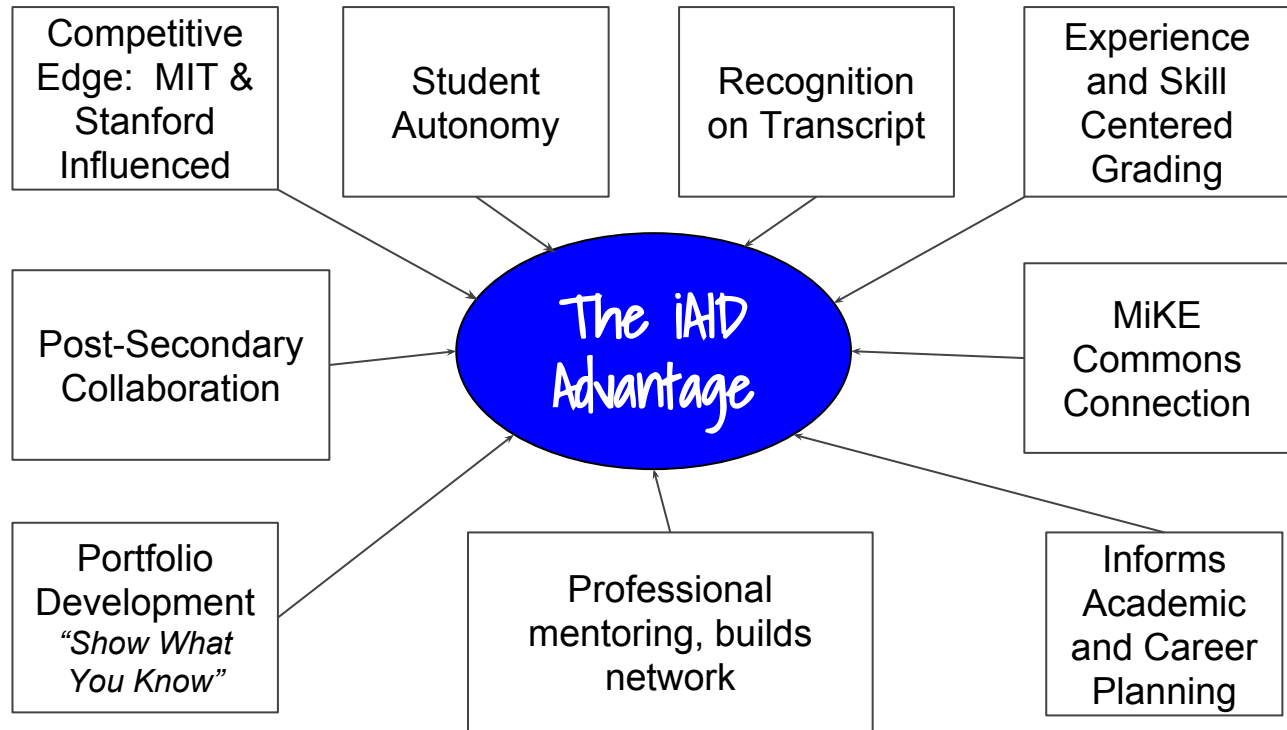 Competitive
Edge:  MIT &
Stanford
Influenced
Student
Autonomy
Recognition
on Transcript
Experience
and Skill
Centered
Grading
Post-Secondary
Collaboration
The iAID
Advantage
MiKE
Commons
Connection
Portfolio
Development
“Show What
You Know”
Professional
mentoring, builds
network
Informs
Academic
and Career
Planning